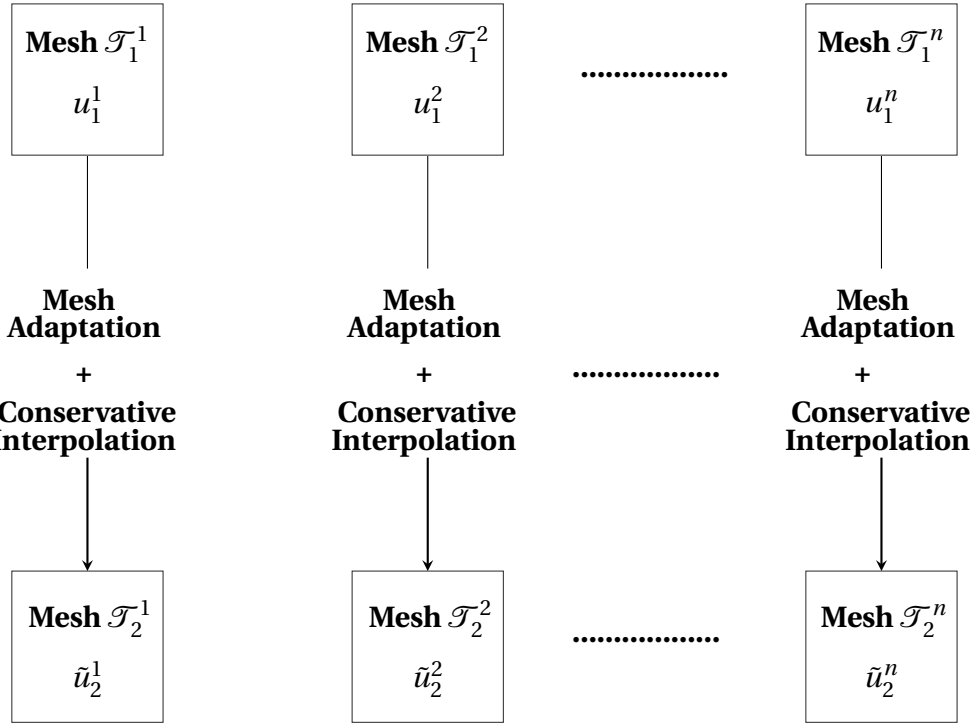 Mesh 𝒯₁¹ Mesh 𝒯₁² Mesh 𝒯₁ⁿ
u₁¹ u₁² .................. u₁ⁿ
Mesh Mesh Mesh
Adaptation Adaptation Adaptation
+ + .................. +
Conservative Conservative Conservative
Interpolation Interpolation Interpolation
Mesh 𝒯₂¹ Mesh 𝒯₂² .................. Mesh 𝒯₂ⁿ
ũ₂¹ ũ₂² ũ₂ⁿ